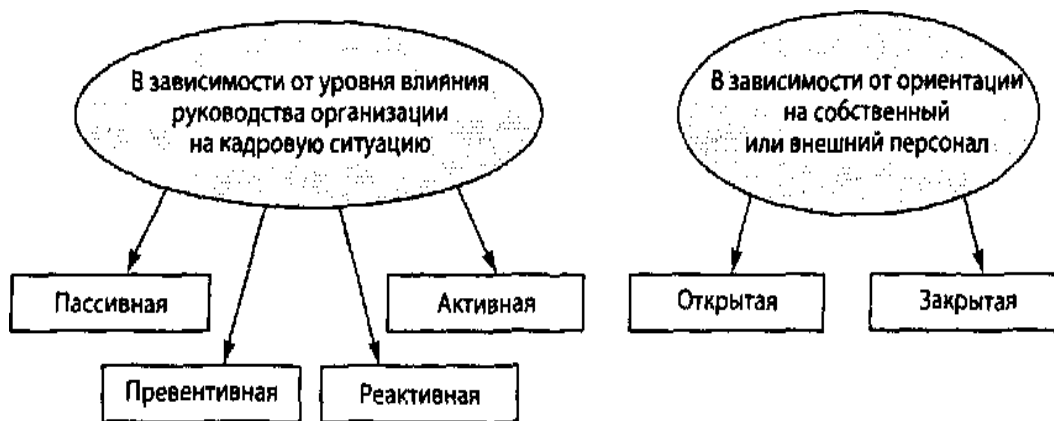 В зависимости от уровня влияния
руководства организации
на кадровую ситуацию
В зависимости от ориентации
на собственный
или внешний персонал
Пассивная
Активная
Открытая
Закрытая
Превентивная
Реактивная